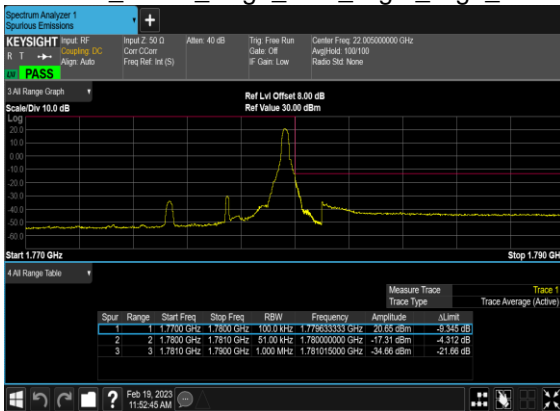 Spectrum Analyzer 1
Spurious Emissions
KEYSIGHT Input: RF Input Z: 50 Ω Atten: 40 dB Trig: Free Run Center Freq: 22.005000000 GHz
R T Coupling: DC Corr CCorr Gate: Off Avg|Hold: 100/100
Align: Auto Freq Ref: Int (S) IF Gain: Low Radio Std: None
PASS
3 All Range Graph
Ref Lvl Offset 8.00 dB
Scale/Div 10.0 dB Ref Value 30.00 dBm
Log
20.0
10.0
0.00
-10.0
-20.0
-30.0
-40.0
-50.0
-60.0
Start 1.770 GHz Stop 1.790 GH
4 All Range Table
Measure Trace Trace 1
Trace Type Trace Average (Active)
Spur Range Start Freq Stop Freq RBW Frequency Amplitude ΔLimit
1 1 1.7700 GHz 1.7800 GHz 100.0 kHz 1.779633333 GHz 20.65 dBm -9.345 dB
2 2 1.7800 GHz 1.7810 GHz 51.00 kHz 1.780000000 GHz -17.31 dBm -4.312 dB
3 3 1.7810 GHz 1.7900 GHz 1.000 MHz 1.781015000 GHz -34.66 dBm -21.66 dB
? Feb 19, 2023
11:52:45 AM